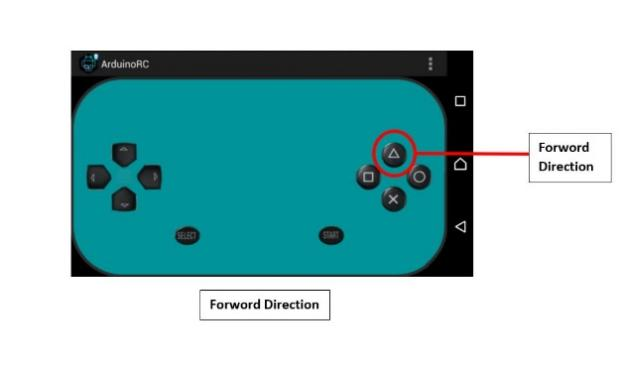 ArduinoRC
Forword
Direction
SELECT
START
Forword Direction